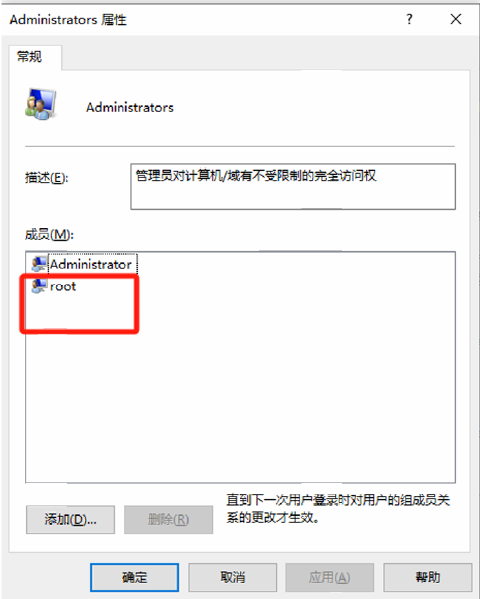 Administrators 属性
常规
Administrators
描述(E):
管理员对计算机/域有不受限制的完全访问权
成员(M):
Administrator
root
添加(D)...
删除(R)
直到下一次用户登录时对用户的组成员关
系的更改才生效。
确定
取消
应用(A)
帮助